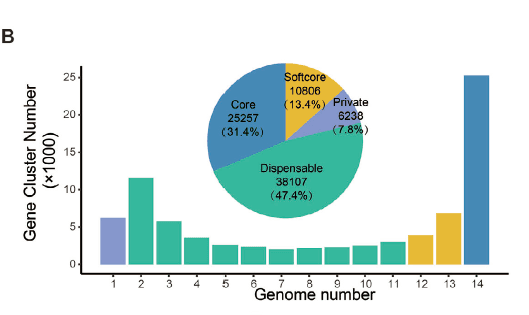 B
Gene Cluster Number
(×1000)
25
20
15
10
5
0
Softcore
10806
(13.4%)
Private
6238
(7.8%)
Core
25257
(31.4%)
Dispensable
38107
(47.4%)
1 2 3 4 5 6 7 8 9 10 11 12 13 14
Genome number